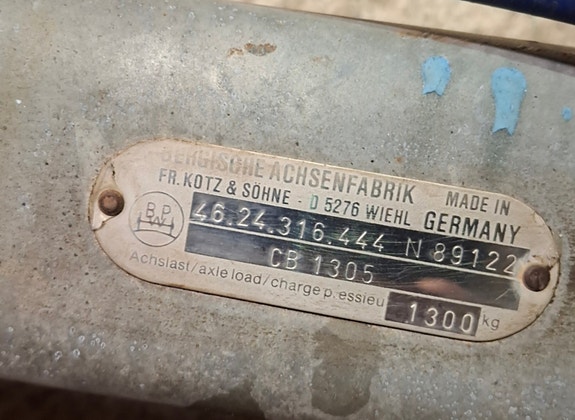 BERGISCHE ACHSENFABRIK MADE IN
FR. KOTZ & SÖHNE - D 5276 WIEHL GERMANY
BPW
46.24.316.444 N 89122
CB 1305
Achslast/axle load/charge p. essieu 1300 kg